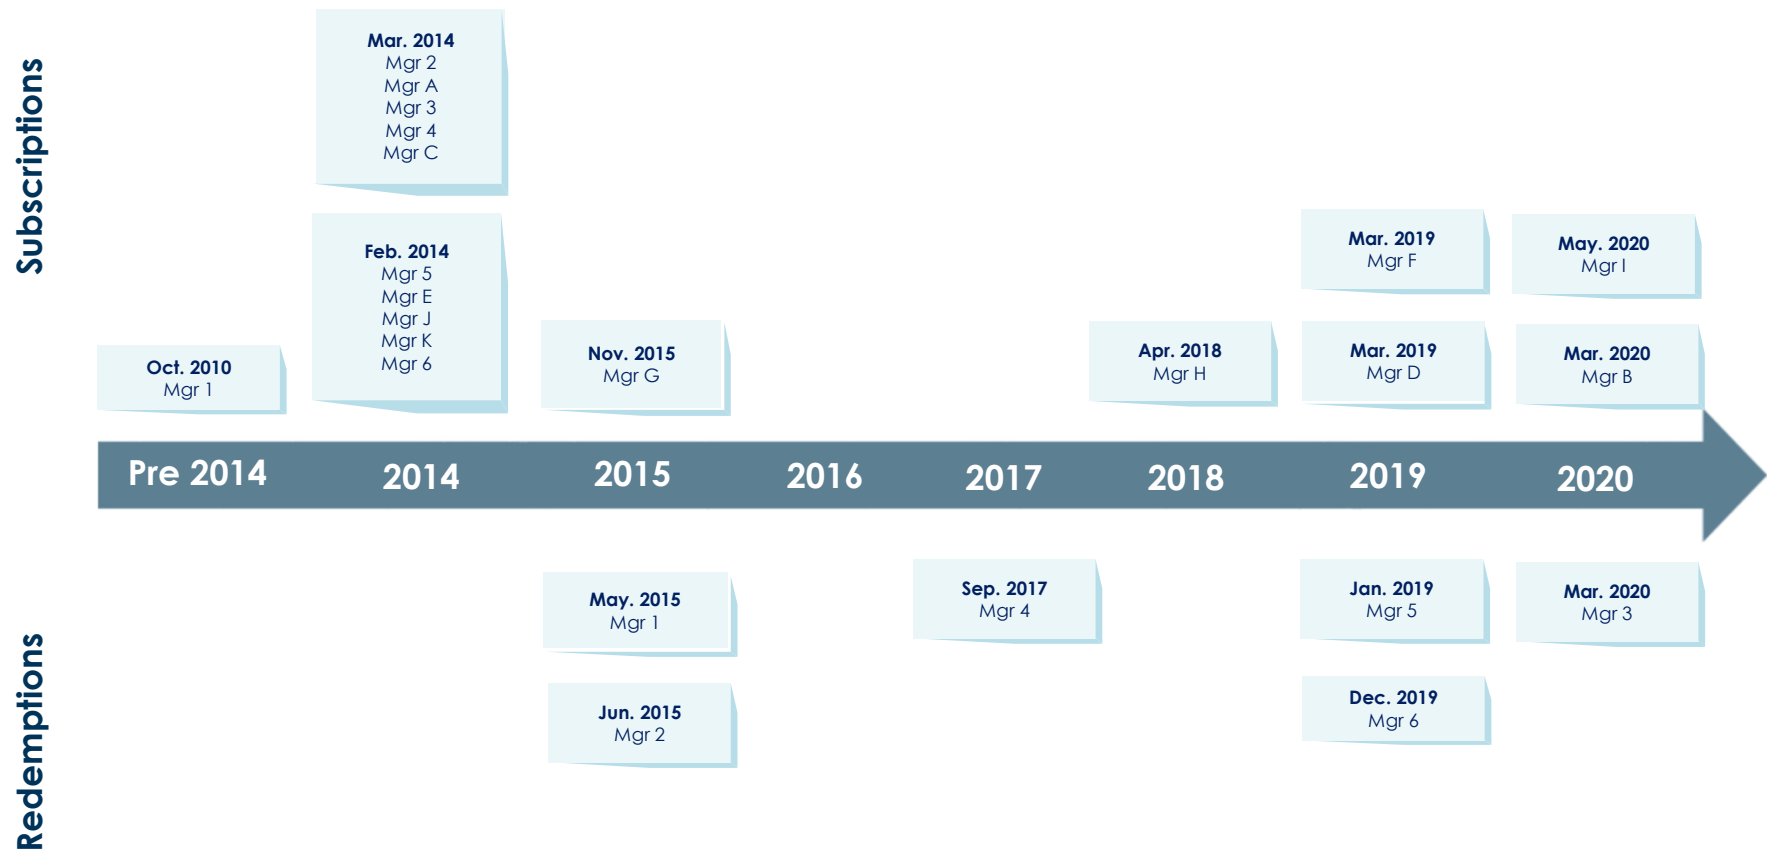 Subscriptions
Mar. 2014
Mgr 2
Mgr A
Mgr 3
Mgr 4
Mgr C
Feb. 2014
Mgr 5
Mgr E
Mgr J
Mgr K
Mgr 6
Oct. 2010
Mgr 1
Nov. 2015
Mgr G
Apr. 2018
Mgr H
Mar. 2019
Mgr F
Mar. 2019
Mgr D
May. 2020
Mgr I
Mar. 2020
Mgr B
Pre 2014
2014
2015
2016
2017
2018
2019
2020
Redemptions
May. 2015
Mgr 1
Jun. 2015
Mgr 2
Sep. 2017
Mgr 4
Jan. 2019
Mgr 5
Dec. 2019
Mgr 6
Mar. 2020
Mgr 3